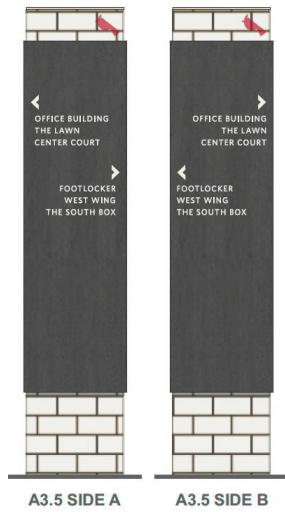 OFFICE BUILDING
THE LAWN
CENTER COURT
FOOTLOCKER
WEST WING
THE SOUTH BOX
A3.5 SIDE A
OFFICE BUILDING
THE LAWN
CENTER COURT
FOOTLOCKER
WEST WING
THE SOUTH BOX
A3.5 SIDE B